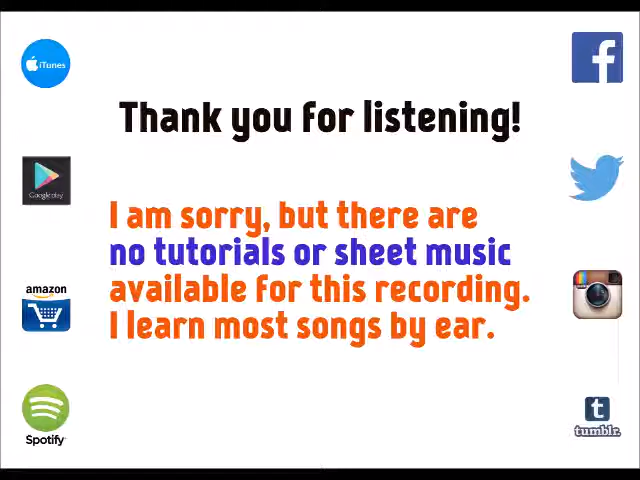 iTunes
Thank you for listening!
Google play
I am sorry, but there are
no tutorials or sheet music
available for this recording.
I learn most songs by ear.
amazon
Spotify
f
t
tumblr.